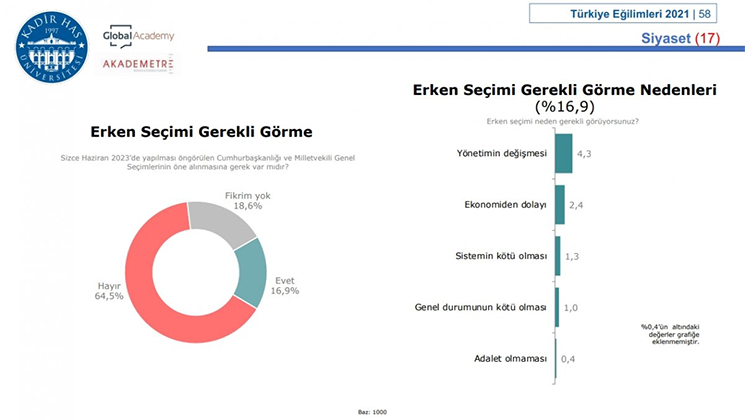 Türkiye Eğilimleri 2021 | 58
Siyaset (17)
KADİR HAS
1997
ÜNİVERSİTESİ
GlobalAcademy
AKADEMETRE
Erken Seçimi Gerekli Görme
Sizce Haziran 2023'de yapılması öngörülen Cumhurbaşkanlığı ve Milletvekili Genel
Seçimlerinin öne alınmasına gerek var mıdır?
Fikrim yok
18,6%
Evet
16,9%
Hayır
64,5%
Erken Seçimi Gerekli Görme Nedenleri
(%16,9)
Erken seçimi neden gerekli görüyorsunuz?
Yönetimin değişmesi 4,3
Ekonomiden dolayı 2,4
Sistemin kötü olması 1,3
Genel durumunun kötü olması 1,0
Adalet olmaması 0,4
%0,4'ün altındaki
değerler grafiğe
eklenmemiştir.
Baz: 1000